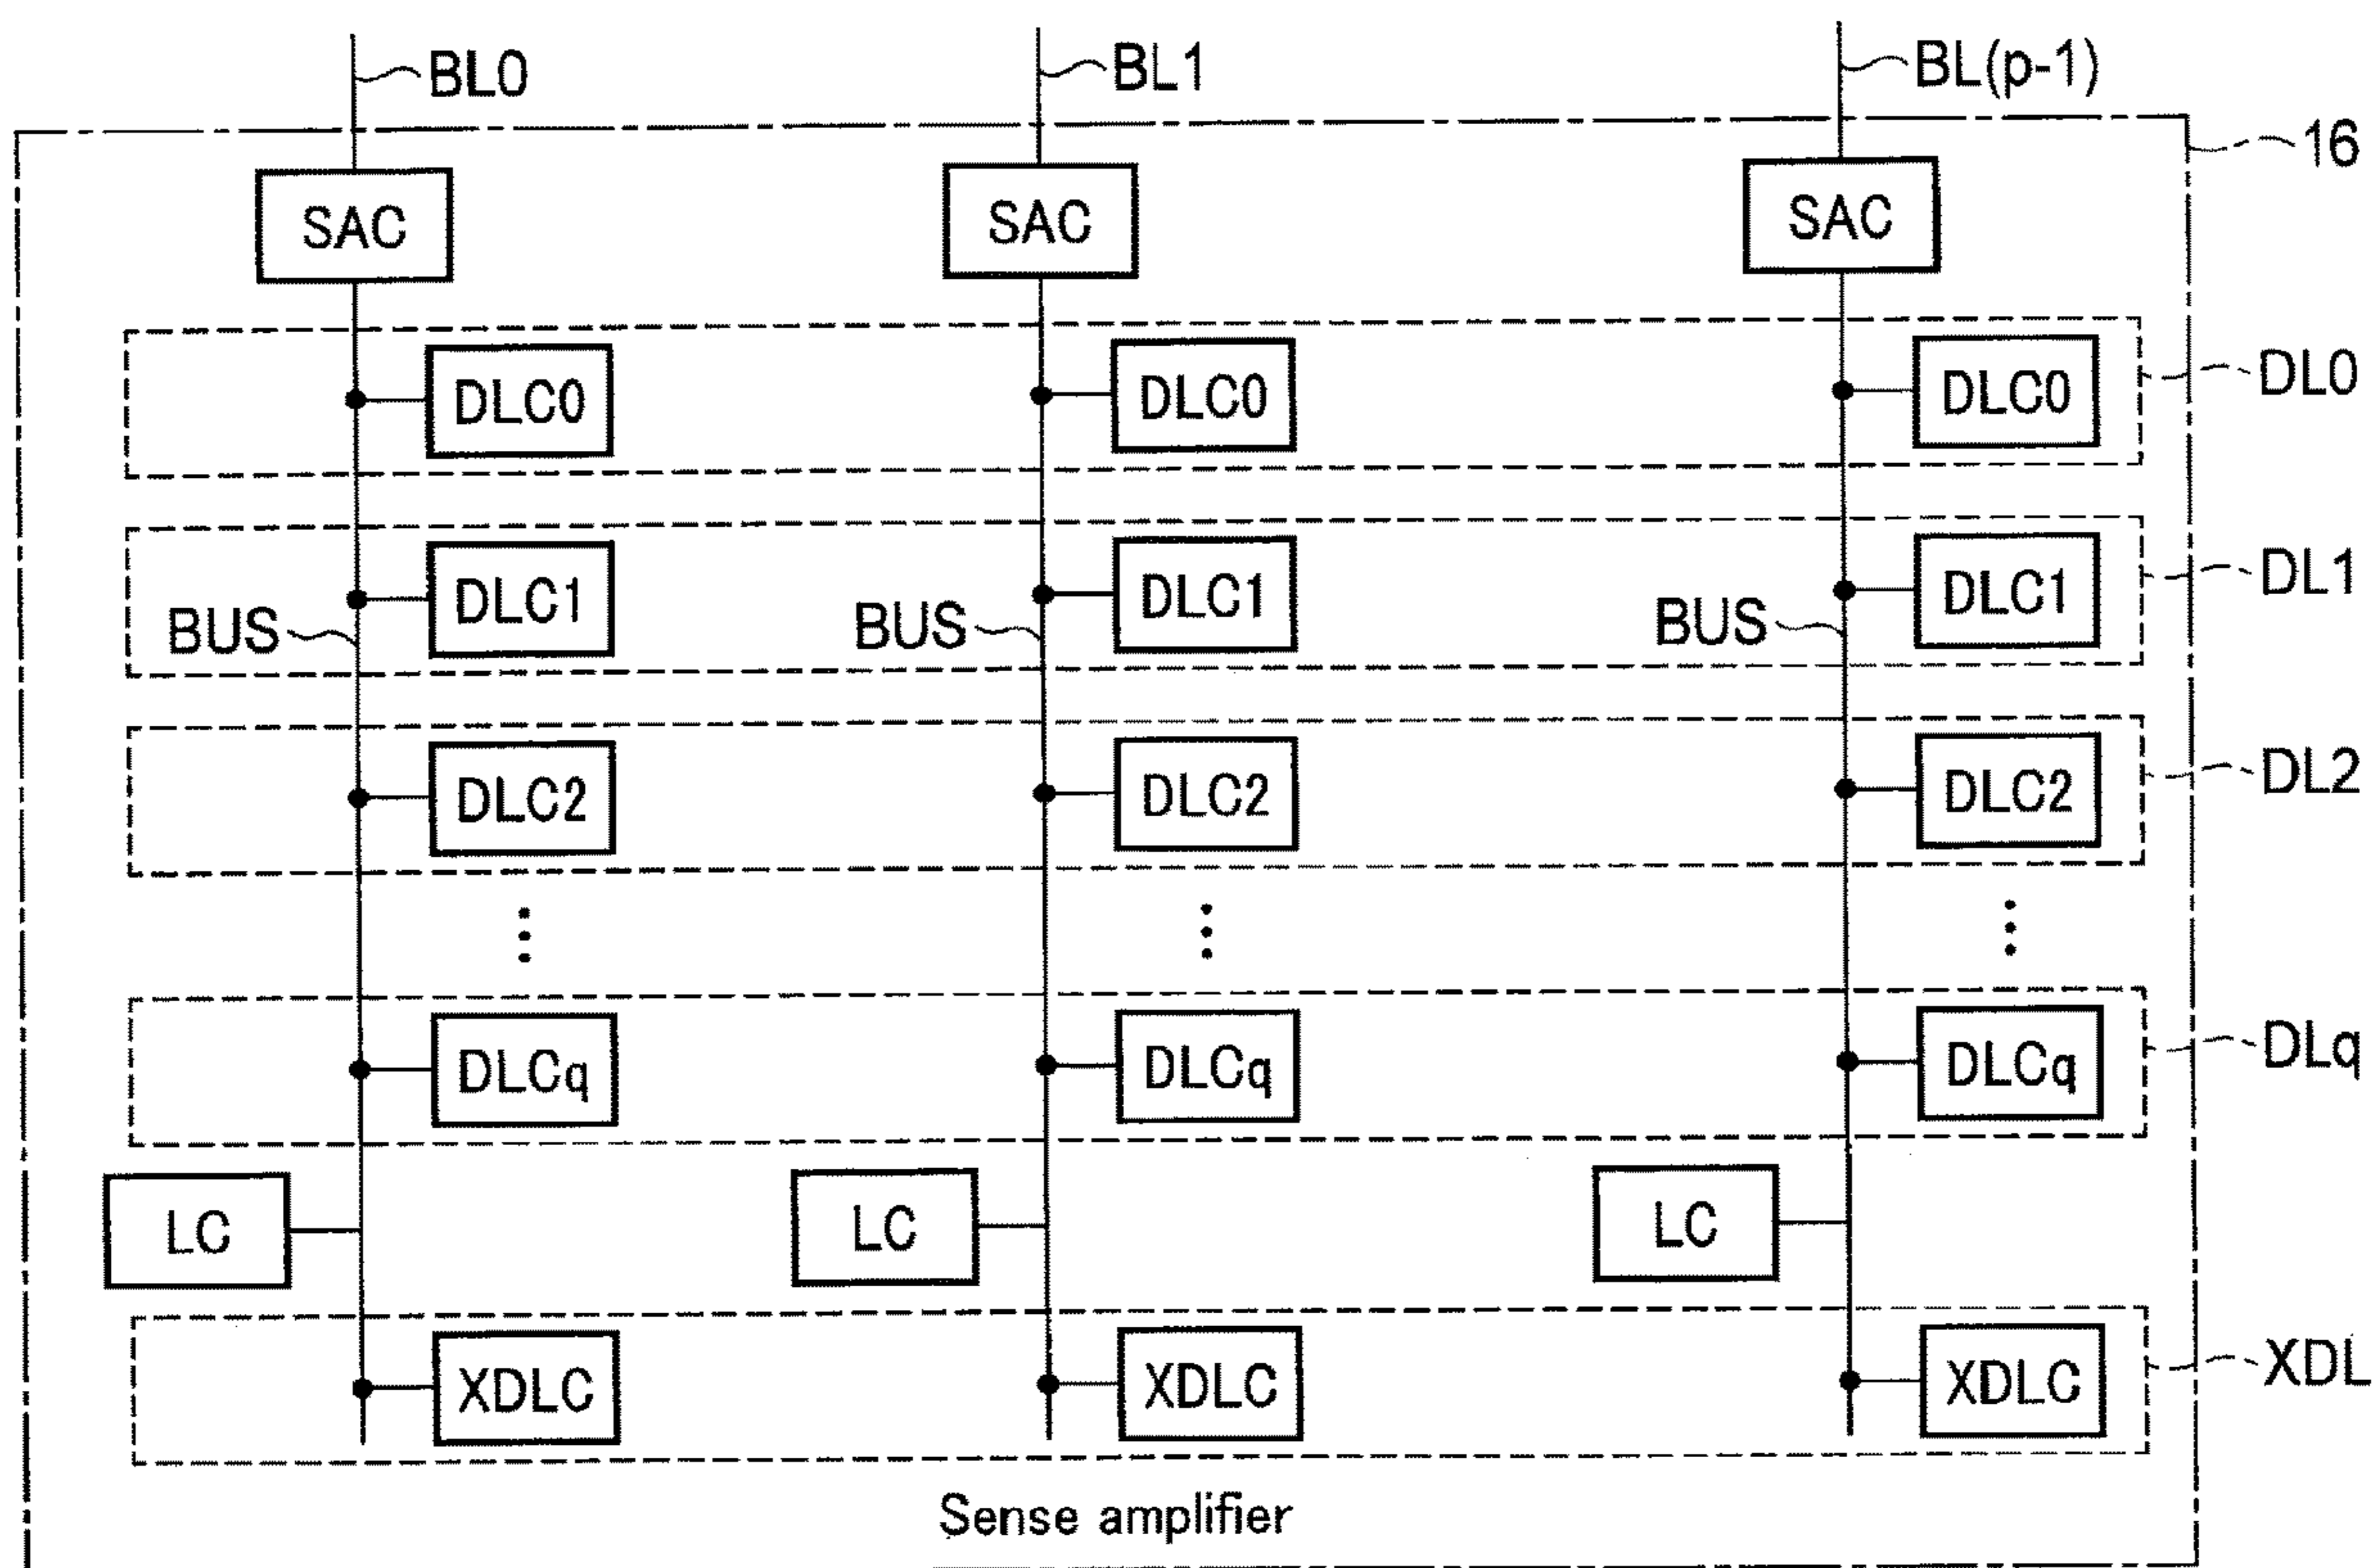 BL0 BL1 BL(p-1)
16
SAC SAC SAC
DLC0 DLC0 DLC0 DL0
DLC1 DLC1 DLC1 DL1
BUS BUS BUS
DLC2 DLC2 DLC2 DL2
DLCq DLCq DLCq DLq
LC LC LC
XDLC XDLC XDLC XDL
Sense amplifier